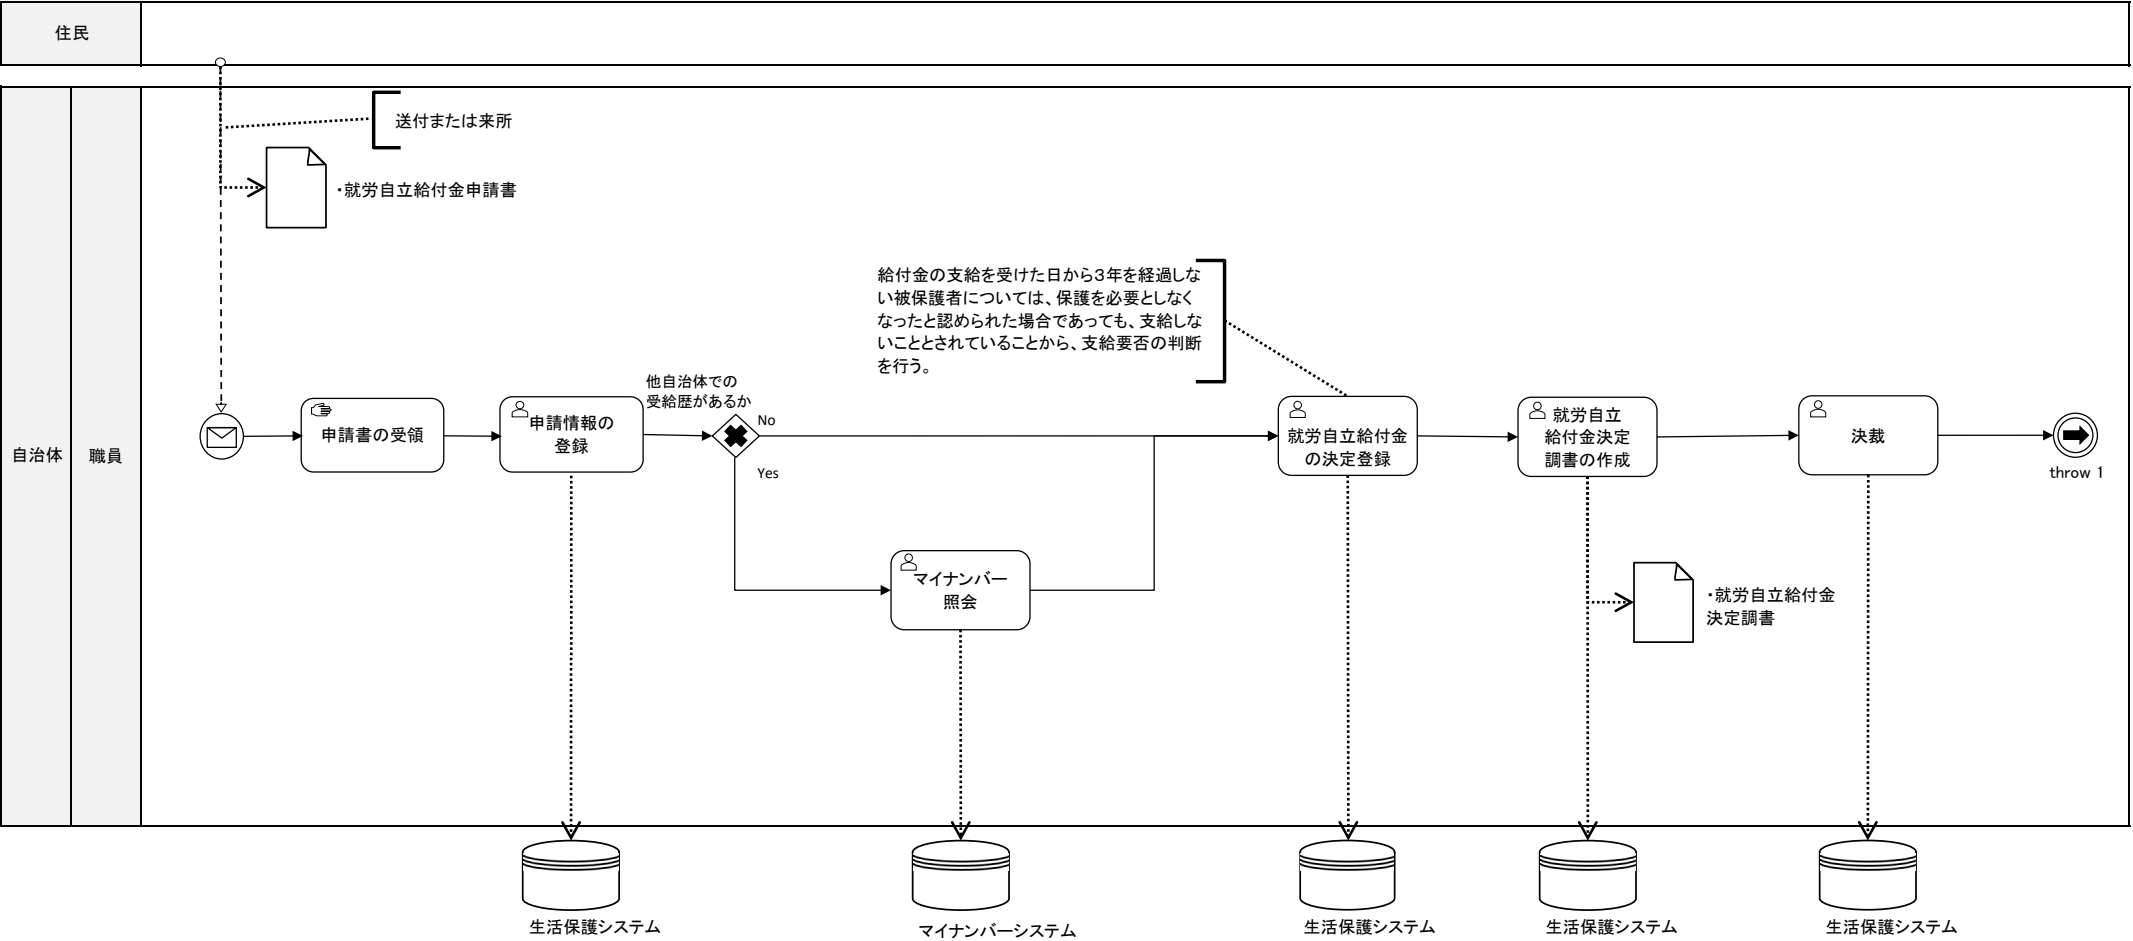 住民
自治体
職員
送付または来所
・就労自立給付金申請書
給付金の支給を受けた日から3年を経過しな
い被保護者については、保護を必要としなく
なったと認められた場合であっても、支給しな
いこととされていることから、支給要否の判断
を行う。
他自治体での
受給歴があるか
No
Yes
申請書の受領
申請情報の
登録
マイナンバー
照会
就労自立給付金
の決定登録
就労自立
給付金決定
調書の作成
決裁
throw 1
・就労自立給付金
決定調書
生活保護システム
マイナンバーシステム
生活保護システム
生活保護システム
生活保護システム